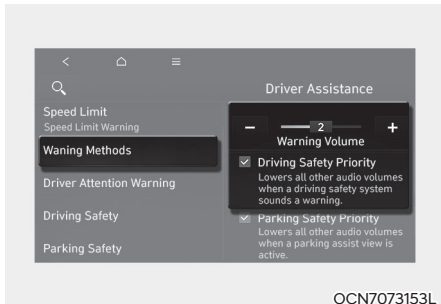 Driver Assistance
Speed Limit
Speed Limit Warning
Waning Methods
Driver Attention Warning
Driving Safety
Parking Safety
2
Warning Volume
Driving Safety Priority
Lowers all other audio volumes
when a driving safety system
sounds a warning.
Parking Safety Priority
Lowers all other audio volumes
when a parking assist view is
active.
OCN7073153L